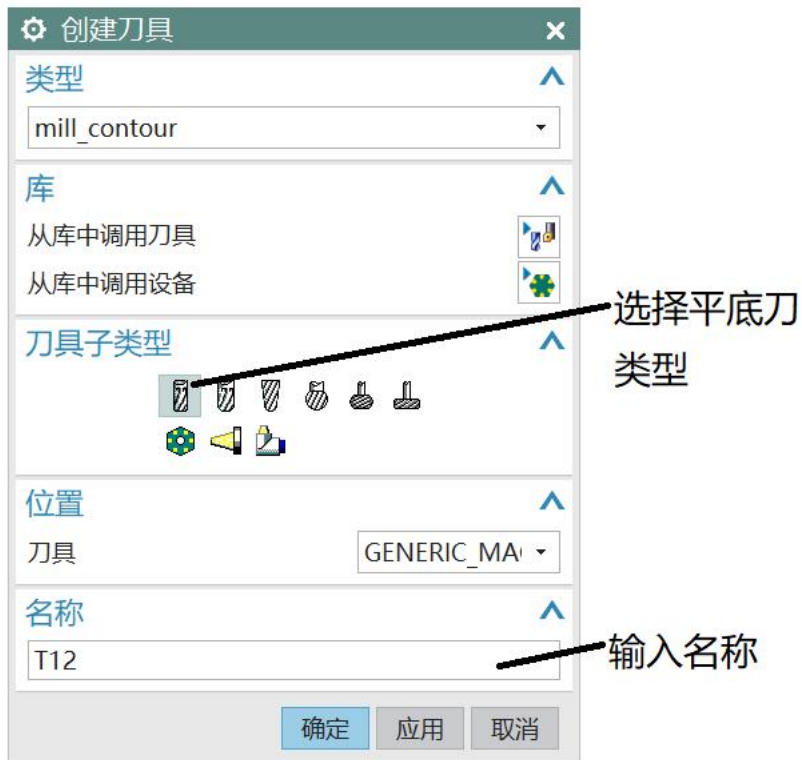 创建刀具
类型
mill_contour
库
从库中调用刀具
从库中调用设备
选择平底刀
类型
刀具子类型
位置
刀具
GENERIC_MA
名称
T12
输入名称
确定
应用
取消